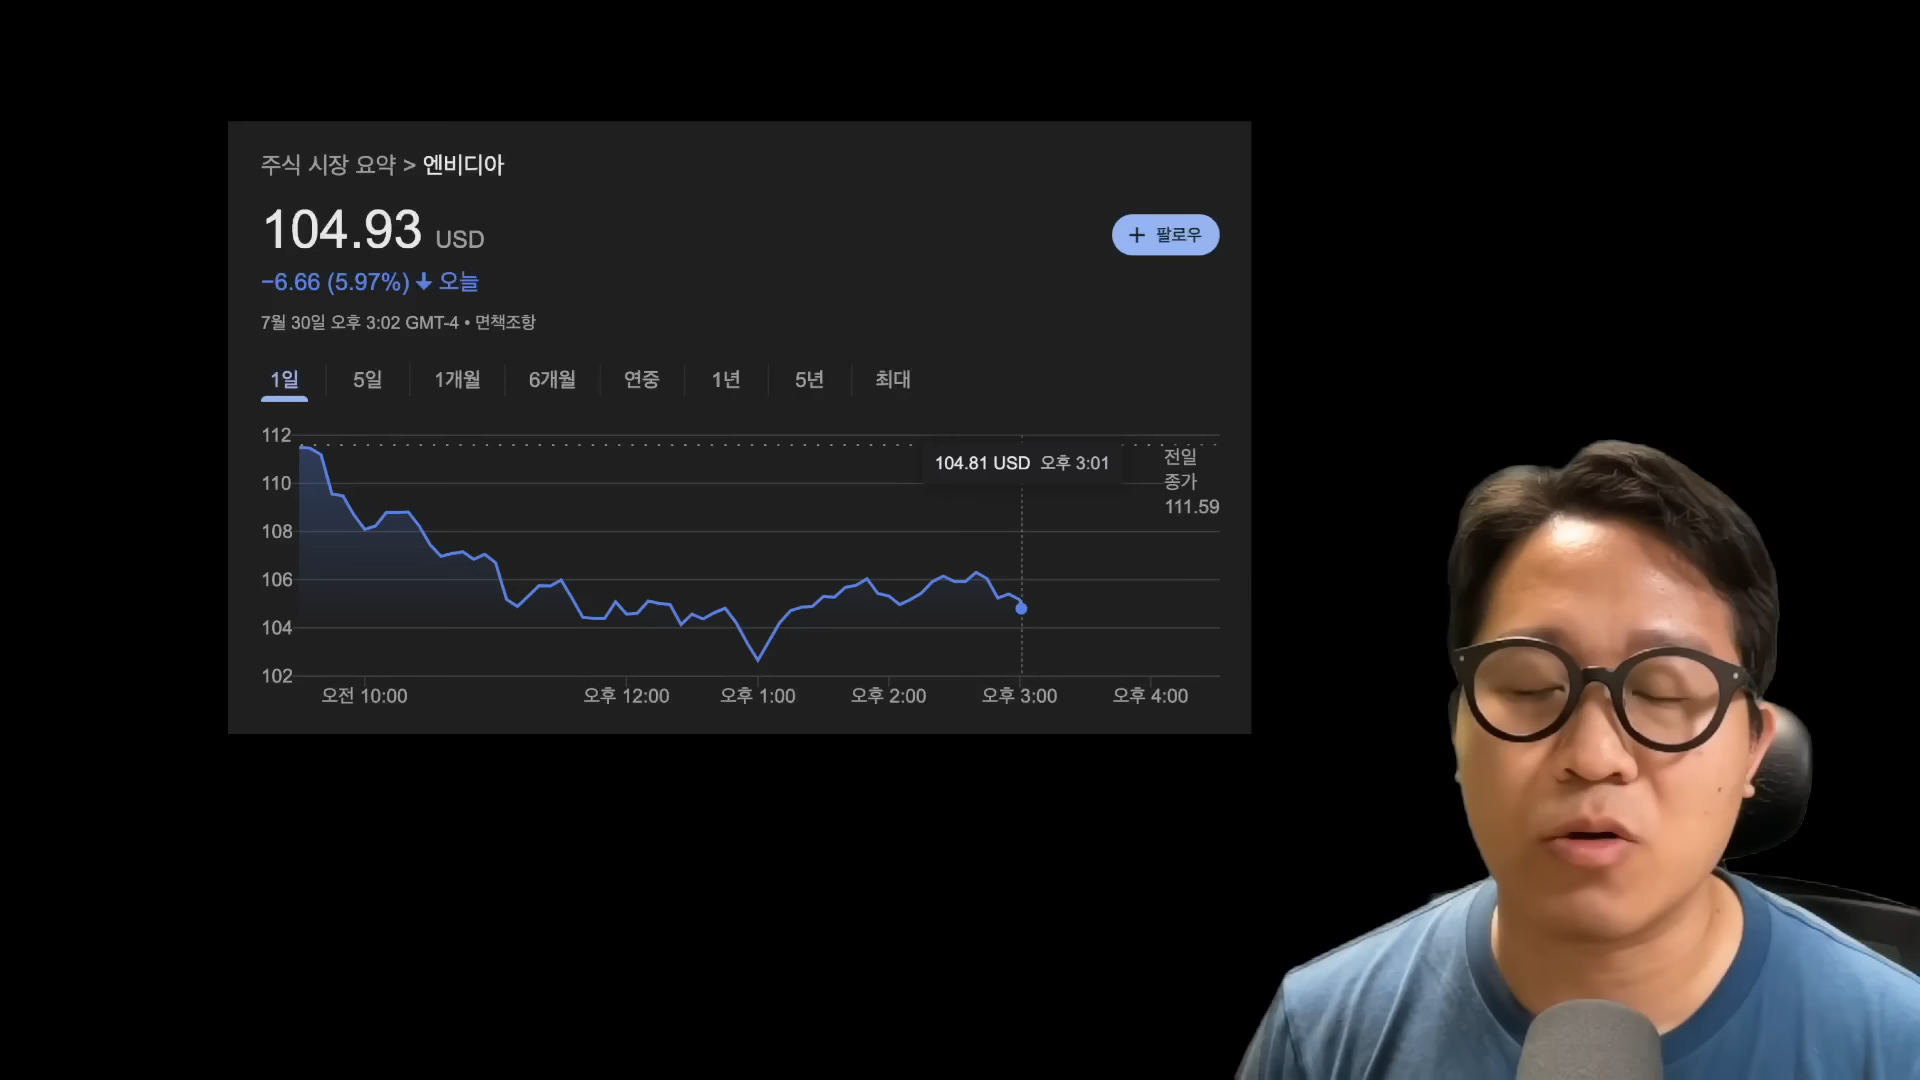 주식 시장 요약 > 엔비디아
104.93 USD
+ 팔로우
−6.66 (5.97%) ↓ 오늘
7월 30일 오후 3:02 GMT-4 • 면책조항
1일 5일 1개월 6개월 연중 1년 5년 최대
112
104.81 USD 오후 3:01
전일
종가
111.59
110
108
106
104
102
오전 10:00 오후 12:00 오후 1:00 오후 2:00 오후 3:00 오후 4:00